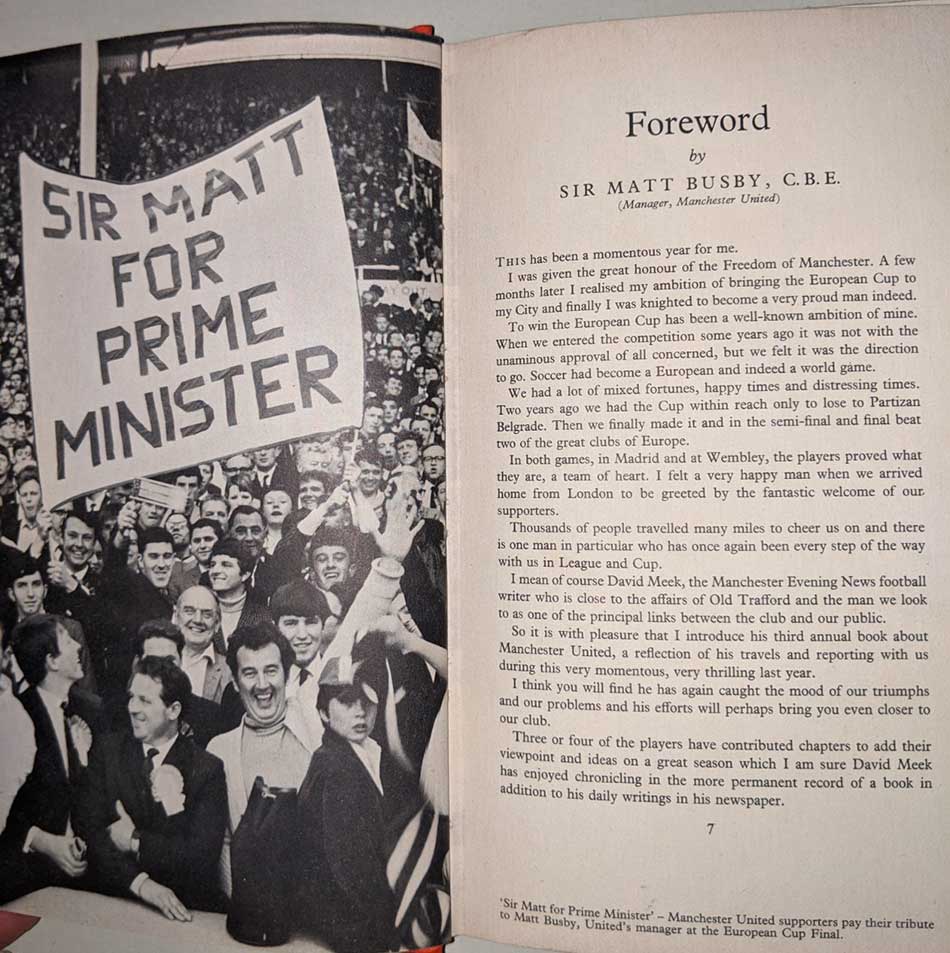 SIR MATT
FOR
PRIME
MINISTER
Foreword
by
SIR MATT BUSBY, C.B.E.
(Manager, Manchester United)
THIS has been a momentous year for me.
I was given the great honour of the Freedom of Manchester. A few
months later I realised my ambition of bringing the European Cup to
my City and finally I was knighted to become a very proud man indeed.
To win the European Cup has been a well-known ambition of mine.
When we entered the competition some years ago it was not with the
unaminous approval of all concerned, but we felt it was the direction
to go. Soccer had become a European and indeed a world game.
We had a lot of mixed fortunes, happy times and distressing times.
Two years ago we had the Cup within reach only to lose to Partizan
Belgrade. Then we finally made it and in the semi-final and final beat
two of the great clubs of Europe.
In both games, in Madrid and at Wembley, the players proved what
they are, a team of heart. I felt a very happy man when we arrived
home from London to be greeted by the fantastic welcome of our
supporters.
Thousands of people travelled many miles to cheer us on and there
is one man in particular who has once again been every step of the way
with us in League and Cup.
I mean of course David Meek, the Manchester Evening News football
writer who is close to the affairs of Old Trafford and the man we look
to as one of the principal links between the club and our public.
So it is with pleasure that I introduce his third annual book about
Manchester United, a reflection of his travels and reporting with us
during this very momentous, very thrilling last year.
I think you will find he has again caught the mood of our triumphs
and our problems and his efforts will perhaps bring you even closer to
our club.
Three or four of the players have contributed chapters to add their
viewpoint and ideas on a great season which I am sure David Meek
has enjoyed chronicling in the more permanent record of a book in
addition to his daily writings in his newspaper.
7
'Sir Matt for Prime Minister' – Manchester United supporters pay their tribute
to Matt Busby, United's manager at the European Cup Final.